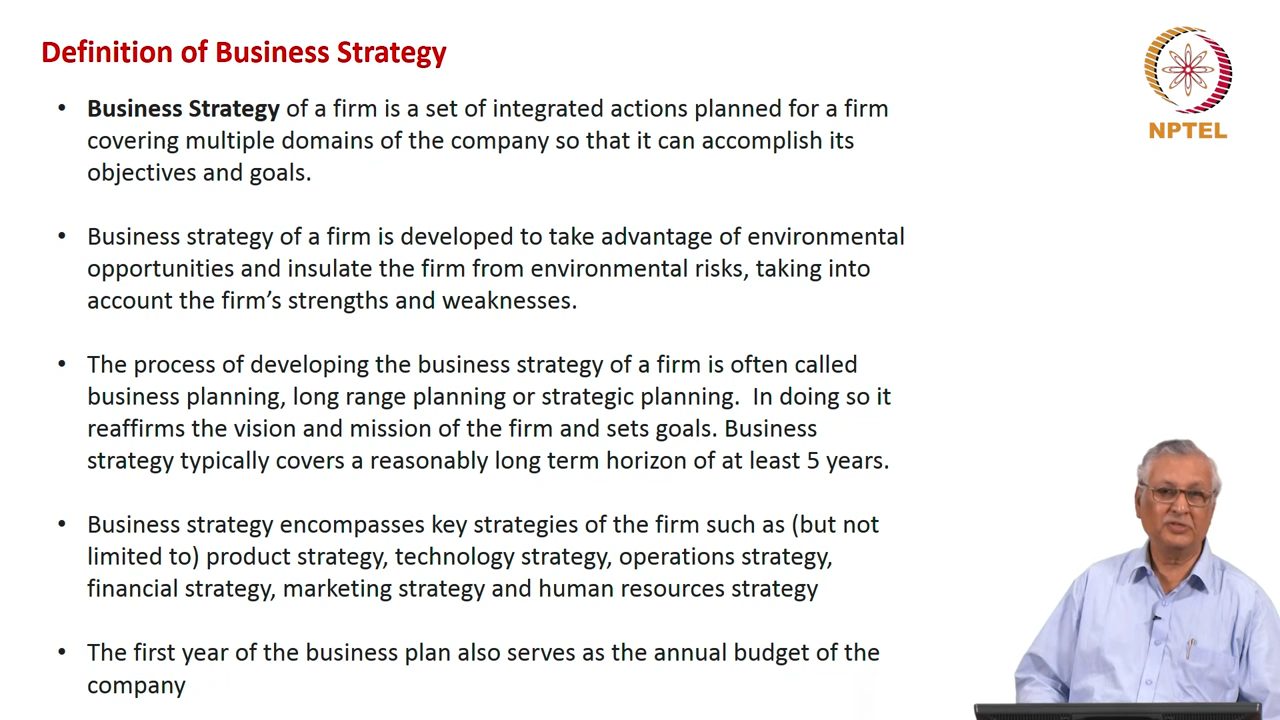 Definition of Business Strategy
• Business Strategy of a firm is a set of integrated actions planned for a firm
covering multiple domains of the company so that it can accomplish its
objectives and goals.
• Business strategy of a firm is developed to take advantage of environmental
opportunities and insulate the firm from environmental risks, taking into
account the firm’s strengths and weaknesses.
• The process of developing the business strategy of a firm is often called
business planning, long range planning or strategic planning.  In doing so it
reaffirms the vision and mission of the firm and sets goals. Business
strategy typically covers a reasonably long term horizon of at least 5 years.
• Business strategy encompasses key strategies of the firm such as (but not
limited to) product strategy, technology strategy, operations strategy,
financial strategy, marketing strategy and human resources strategy
• The first year of the business plan also serves as the annual budget of the
company
NPTEL